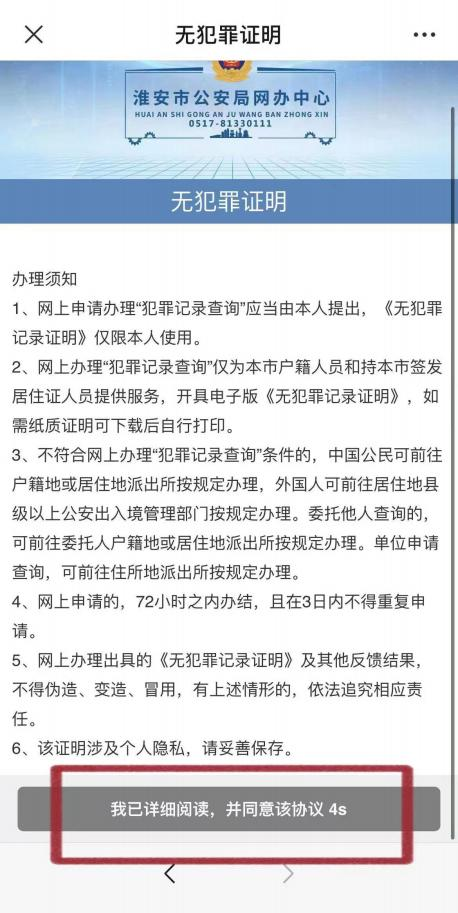 无犯罪证明
淮安市公安局网办中心
HUAI AN SHI GONG AN JU WANG BAN ZHONG XIN
0517-81330111
无犯罪证明
办理须知
1、网上申请办理“犯罪记录查询”应当由本人提出，《无犯罪
记录证明》仅限本人使用。
2、网上办理“犯罪记录查询”仅为本市户籍人员和持本市签发
居住证人员提供服务，开具电子版《无犯罪记录证明》，如
需纸质证明可下载后自行打印。
3、不符合网上办理“犯罪记录查询”条件的，中国公民可前往
户籍地或居住地派出所按规定办理，外国人可前往居住地县
级以上公安出入境管理部门按规定办理。委托他人查询的，
可前往委托人户籍地或居住地派出所按规定办理。单位申请
查询，可前往住所地派出所按规定办理。
4、网上申请的，72小时之内办结，且在3日内不得重复申
请。
5、网上办理出具的《无犯罪记录证明》及其他反馈结果，
不得伪造、变造、冒用，有上述情形的，依法追究相应责
任。
6、该证明涉及个人隐私，请妥善保存。
我已详细阅读，并同意该协议 4s